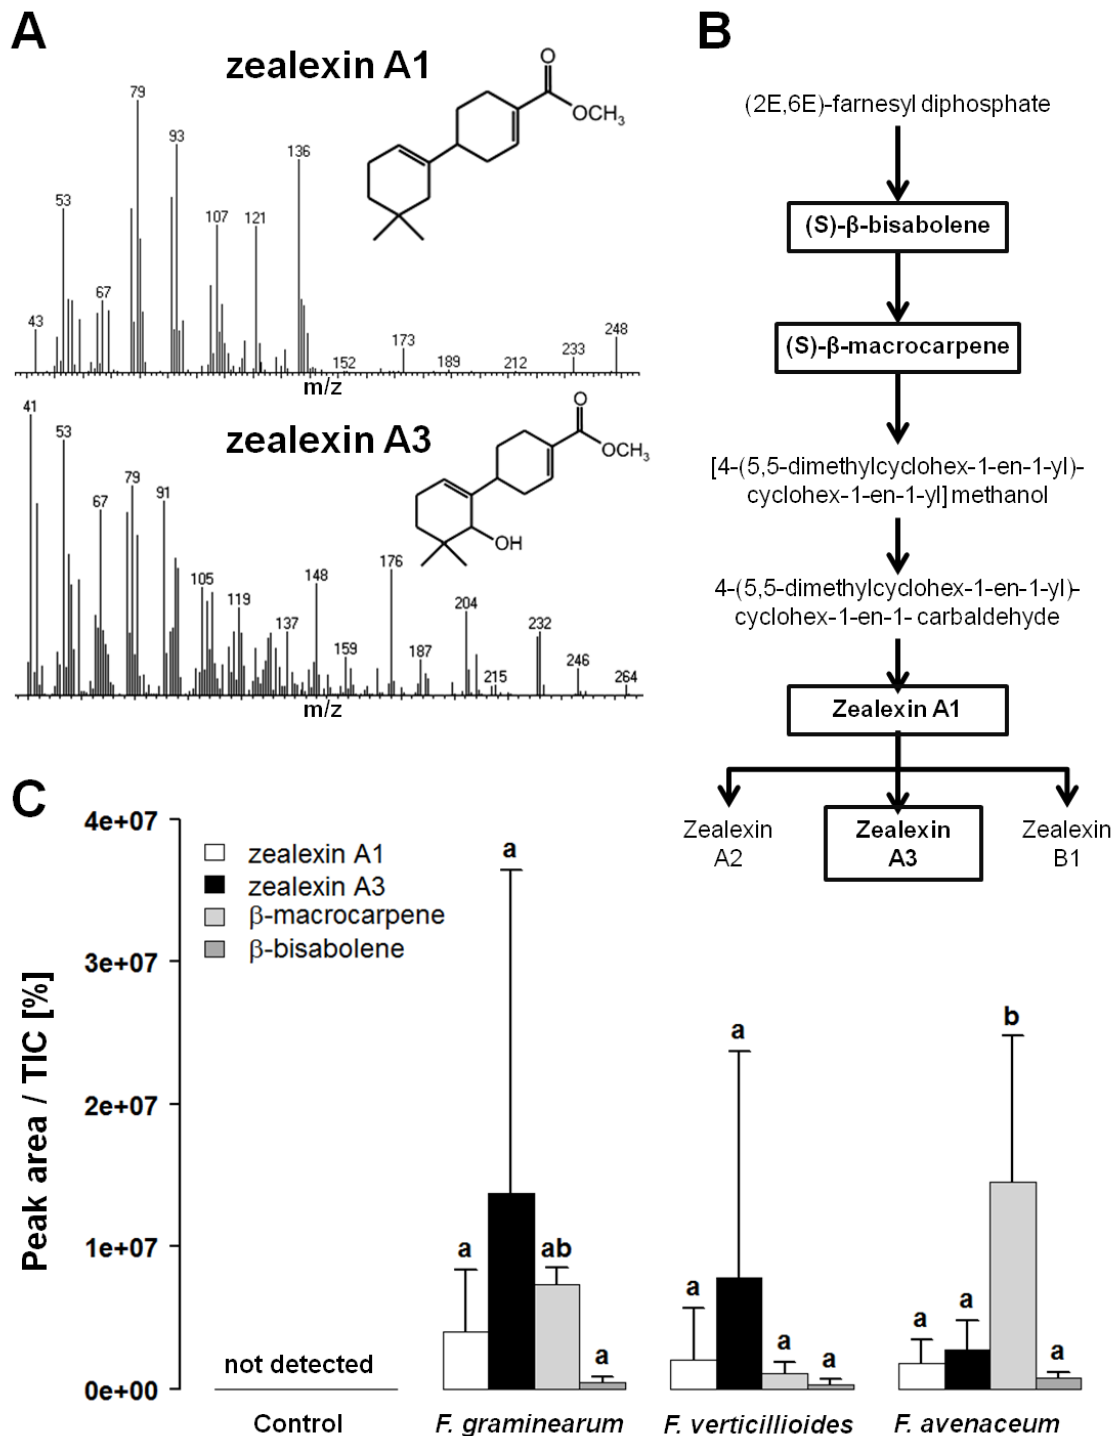 A
zealexin A1
O
OCH3
79
93
136
53
107
121
67
43
152
173
189
212
233
248
m/z
zealexin A3
O
OCH3
OH
41
53
79
91
67
105
119
137
148
159
176
187
204
215
232
246
264
m/z
B
(2E,6E)-farnesyl diphosphate
(S)-β-bisabolene
(S)-β-macrocarpene
[4-(5,5-dimethylcyclohex-1-en-1-yl)-
cyclohex-1-en-1-yl] methanol
4-(5,5-dimethylcyclohex-1-en-1-yl)-
cyclohex-1-en-1- carbaldehyde
Zealexin A1
Zealexin
A2
Zealexin
A3
Zealexin
B1
C
Peak area / TIC [%]
4e+07
3e+07
2e+07
1e+07
0e+00
zealexin A1
zealexin A3
β-macrocarpene
β-bisabolene
not detected
a
a
ab
a
a
a
a
a
a
a
b
a
Control
F. graminearum
F. verticillioides
F. avenaceum